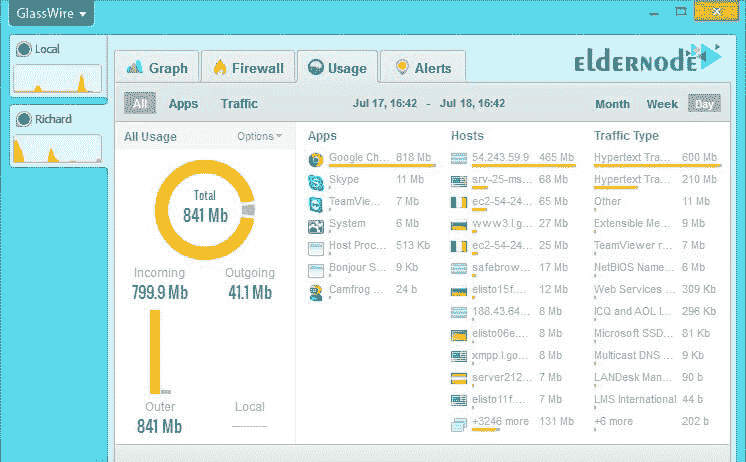 GlassWire
Local
Richard
Graph
Firewall
Usage
Alerts
ELDERNODE
All
Apps
Traffic
Jul 17, 16:42 - Jul 18, 16:42
Month
Week
Day
All Usage
Options
Total
841 Mb
Incoming
799.9 Mb
Outgoing
41.1 Mb
Outer
841 Mb
Local
Apps
Google Ch... 818 Mb
Skype 11 Mb
TeamView... 7 Mb
System 6 Mb
Host Proc... 513 Kb
Bonjour S... 9 Kb
Camfrog ... 24 b
Hosts
54.243.59.9 465 Mb
srv-25-ms... 68 Mb
ec2-54-24... 65 Mb
www3.l.g... 27 Mb
ec2-54-24... 25 Mb
safabrow... 17 Mb
elisto15f.... 12 Mb
188.43.64... 8 Mb
elisto06e... 8 Mb
xmpp.l.go... 8 Mb
server212... 7 Mb
elisto11f.... 7 Mb
+3246 more 131 Mb
Traffic Type
Hypertext Tra... 600 Mb
Hypertext Tra... 210 Mb
Other 11 Mb
Extensible Me... 9 Mb
TeamViewer r... 7 Mb
NetBIOS Name... 6 Mb
Web Services ... 309 Kb
ICQ and AOL I... 296 Kb
Microsoft SSD... 81 Kb
Multicast DNS ... 9 Kb
LANDesk Man... 90 b
LMS International 44 b
+6 more 202 b